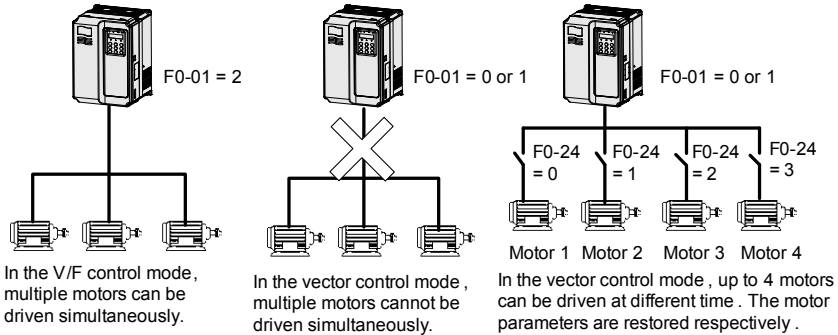 F0-01 = 2
F0-01 = 0 or 1
F0-01 = 0 or 1
F0-24
= 0
F0-24
= 1
F0-24
= 2
F0-24
= 3
Motor 1 Motor 2 Motor 3 Motor 4
In the V/F control mode ,
multiple motors can be
driven simultaneously.
In the vector control mode ,
multiple motors cannot be
driven simultaneously.
In the vector control mode , up to 4 motors
can be driven at different time . The motor
parameters are restored respectively .